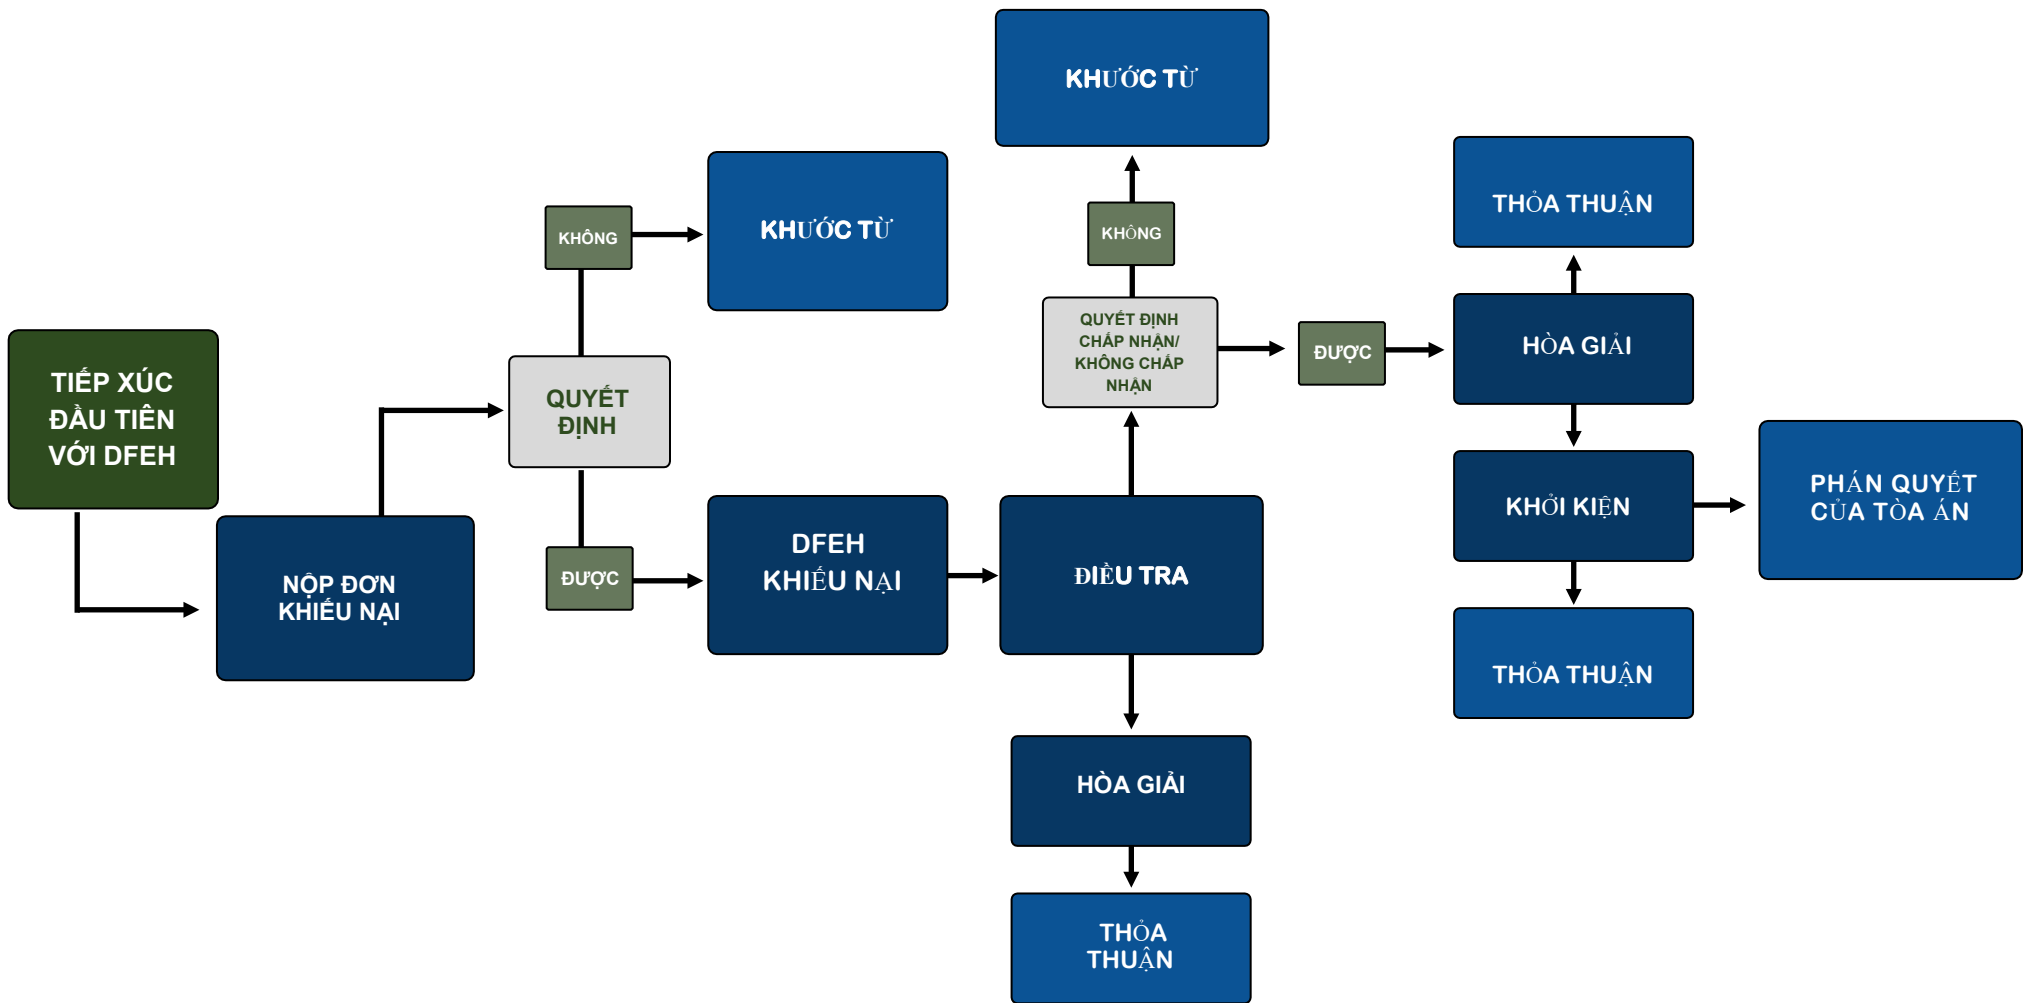 TIẾP XÚC
ĐẦU TIÊN
VỚI DFEH
NỘP ĐƠN
KHIẾU NẠI
QUYẾT
ĐỊNH
KHÔNG
KHƯỚC TỪ
ĐƯỢC
DFEH
KHIẾU NẠI
ĐIỀU TRA
QUYẾT ĐỊNH
CHẤP NHẬN/
KHÔNG CHẤP
NHẬN
KHÔNG
KHƯỚC TỪ
HÒA GIẢI
THỎA
THUẬN
ĐƯỢC
HÒA GIẢI
THỎA THUẬN
KHỞI KIỆN
THỎA THUẬN
PHÁN QUYẾT
CỦA TÒA ÁN